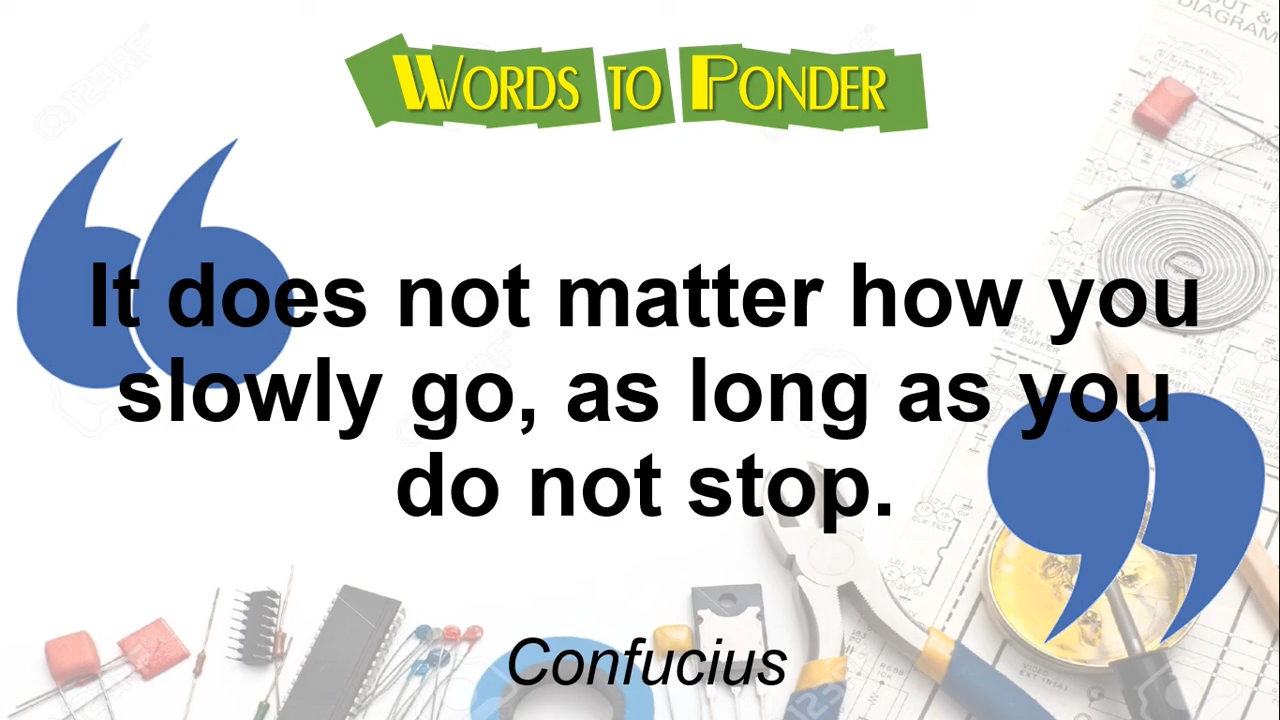 WORDS TO PONDER
It does not matter how you
slowly go, as long as you
do not stop.
Confucius